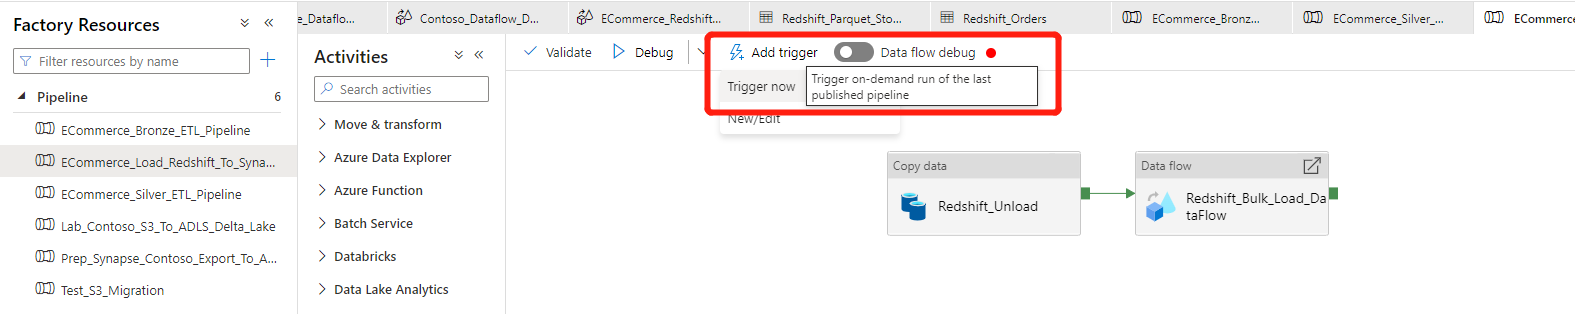 Factory Resources
Filter resources by name
Pipeline 6
ECommerce_Bronze_ETL_Pipeline
ECommerce_Load_Redshift_To_Syna...
ECommerce_Silver_ETL_Pipeline
Lab_Contoso_S3_To_ADLS_Delta_Lake
Prep_Synapse_Contoso_Export_To_A...
Test_S3_Migration
e_Dataflo... Contoso_Dataflow_D... ECommerce_Redshift... Redshift_Parquet_Sto... Redshift_Orders ECommerce_Bronz... ECommerce_Silver_... ECommerce
Activities
Search activities
Move & transform
Azure Data Explorer
Azure Function
Batch Service
Databricks
Data Lake Analytics
Validate Debug Add trigger Data flow debug
Trigger now
Trigger on-demand run of the last
published pipeline
New/Edit
Copy data
Redshift_Unload
Data flow
Redshift_Bulk_Load_Da
taFlow